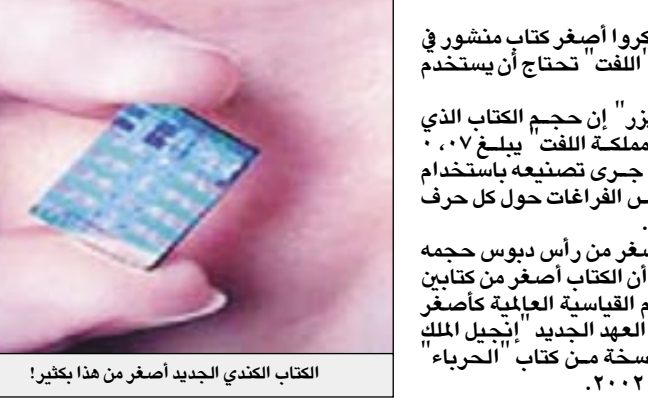 كروا أصغر كتاب منشور في
"اللفت" تحتاج أن يستخدم
يزر" إن حجم الكتاب الذي
مملكة اللفت" يبلغ ٠٧، ٠
جرى تصنيعه باستخدام
س الفراغات حول كل حرف
.
صغر من رأس دبوس حجمه
أن الكتاب أصغر من كتابين
م القياسية العالمية كأصغر
العهد الجديد "إنجيل الملك
سخة من كتاب "الحرباء"
٢٠٠٢.
الكتاب الكندي الجديد أصغر من هذا بكثير!